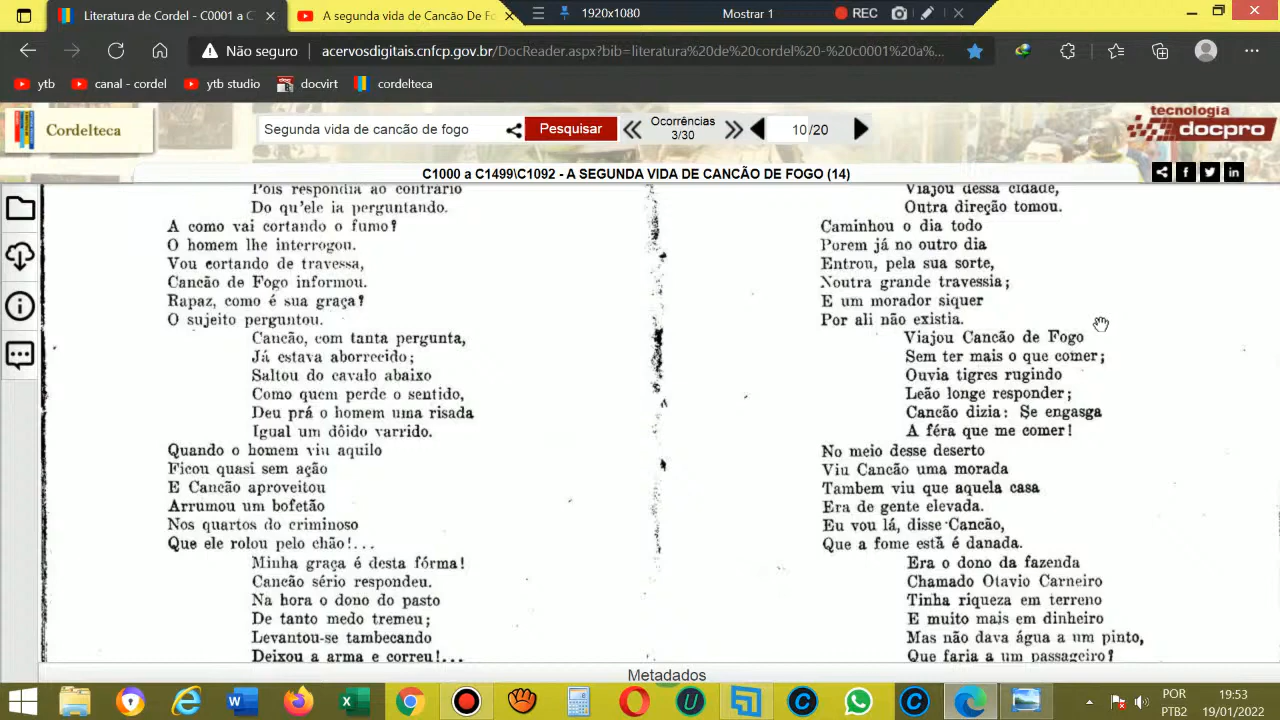 Literatura de Cordel - C0001 a C
A segunda vida de Cancão De Fo
1920x1080
Mostrar 1
REC
Não seguro
acervosdigitais.cnfcp.gov.br/DocReader.aspx?bib=literatura%20de%20cordel%20-%20c0001%20a%...
ytb
canal - cordel
ytb studio
docvirt
cordelteca
Cordelteca
Segunda vida de cancão de fogo
Pesquisar
Ocorrências
3/30
10/20
tecnologia
docpro
C1000 a C1499\C1092 - A SEGUNDA VIDA DE CANCÃO DE FOGO (14)
Pois respondia ao contrario
Do qu'ele ia perguntando.
A como vai cortando o fumo?
O homem lhe interrogou.
Vou cortando de travessa,
Cancão de Fogo informou.
Rapaz, como é sua graça?
O sujeito perguntou.
Cancão, com tanta pergunta,
Já estava aborrecido;
Saltou do cavalo abaixo
Como quem perde o sentido,
Deu prá o homem uma risada
Igual um dôido varrido.
Quando o homem viu aquilo
Ficou quasi sem ação
E Cancão aproveitou
Arrumou um bofetão
Nos quartos do criminoso
Que ele rolou pelo chão!...
Minha graça é desta fórma!
Cancão sério respondeu.
Na hora o dono do pasto
De tanto medo tremeu;
Levantou-se tambecando
Deixou a arma e correu!...
Viajou dessa cidade,
Outra direção tomou.
Caminhou o dia todo
Porem já no outro dia
Entrou, pela sua sorte,
Noutra grande travessia;
E um morador siquer
Por ali não existia.
Viajou Cancão de Fogo
Sem ter mais o que comer;
Ouvia tigres rugindo
Leão longe responder;
Cancão dizia: Se engasga
A féra que me comer!
No meio desse deserto
Viu Cancão uma morada
Tambem viu que aquela casa
Era de gente elevada.
Eu vou lá, disse Cancão,
Que a fome está é danada.
Era o dono da fazenda
Chamado Otavio Carneiro
Tinha riqueza em terreno
E muito mais em dinheiro
Mas não dava água a um pinto,
Que faria a um passageiro?
Metadados
POR
PTB2
19:53
19/01/2022